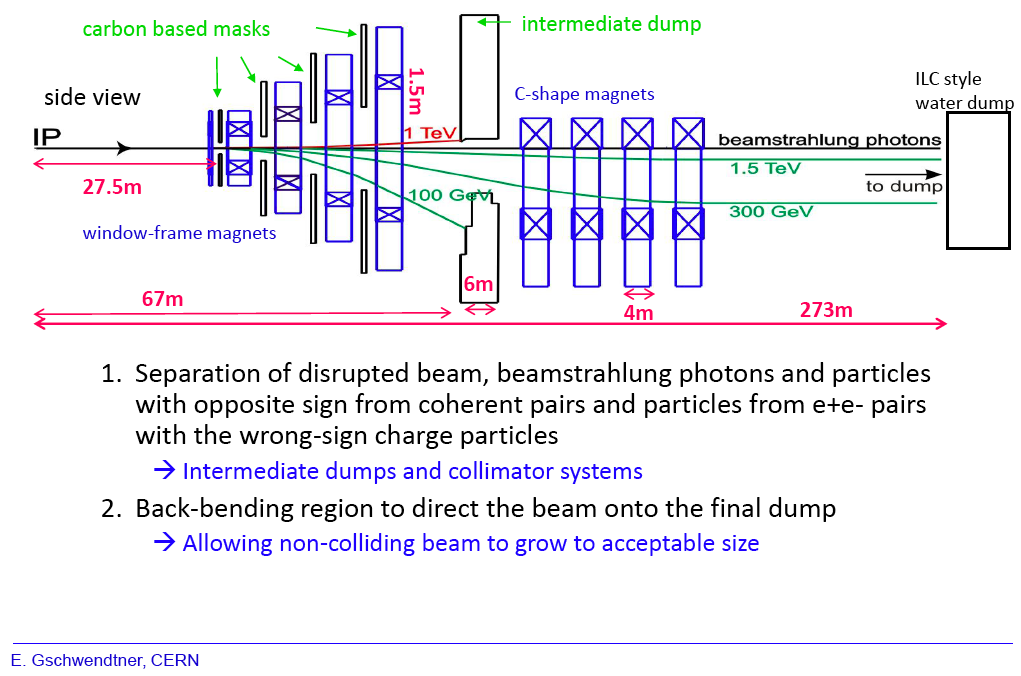 carbon based masks
intermediate dump
side view
1.5m
C-shape magnets
ILC style
water dump
IP
1 TeV
beamstrahlung photons
1.5 TeV
27.5m
100 GeV
to dump
300 GeV
window-frame magnets
6m
67m
4m
273m
1. Separation of disrupted beam, beamstrahlung photons and particles
with opposite sign from coherent pairs and particles from e+e- pairs
with the wrong-sign charge particles
→ Intermediate dumps and collimator systems
2. Back-bending region to direct the beam onto the final dump
→ Allowing non-colliding beam to grow to acceptable size
E. Gschwendtner, CERN